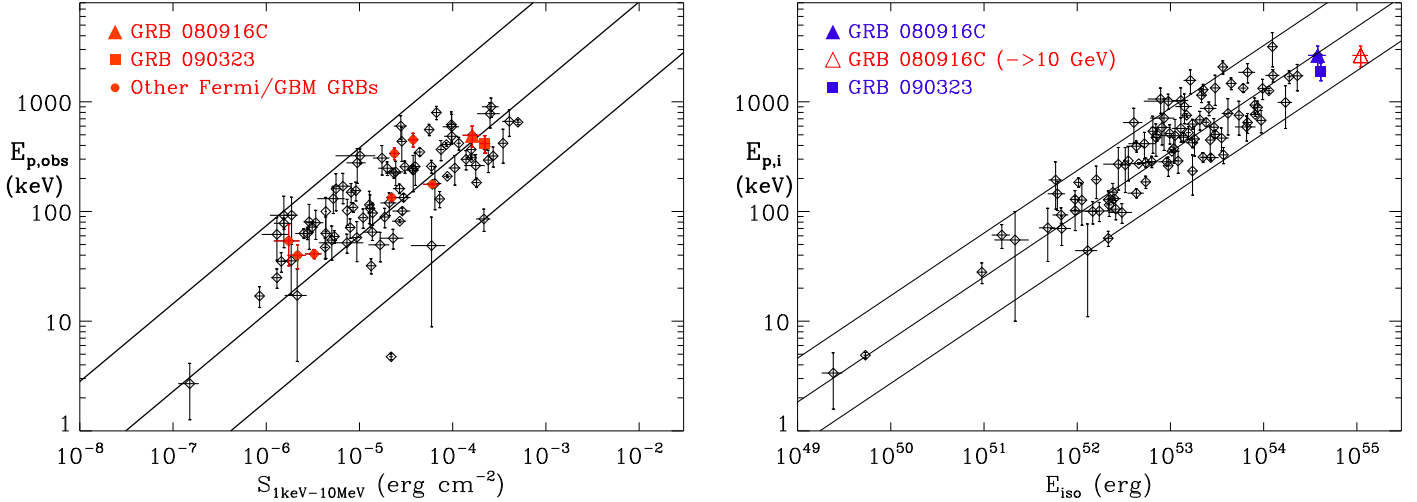 GRB 080916C
GRB 090323
Other Fermi/GBM GRBs
E_p,obs
(keV)
1000
100
10
1
10^-8 10^-7 10^-6 10^-5 10^-4 10^-3 10^-2
S_1keV-10MeV (erg cm^-2)
GRB 080916C
GRB 080916C (->10 GeV)
GRB 090323
E_p,i
(keV)
1000
100
10
1
10^49 10^50 10^51 10^52 10^53 10^54 10^55
E_iso (erg)